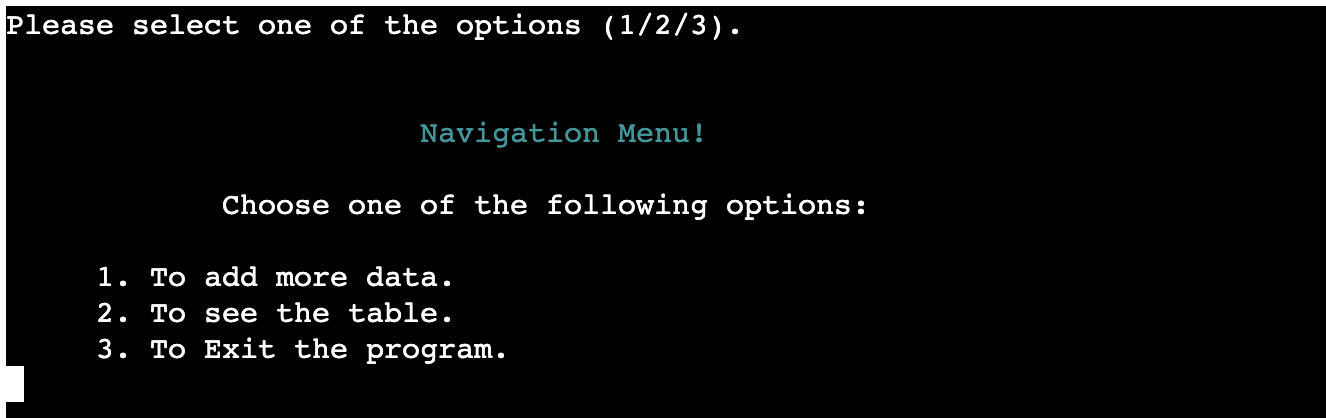 Please select one of the options (1/2/3).
Navigation Menu!
Choose one of the following options:
1. To add more data.
2. To see the table.
3. To Exit the program.